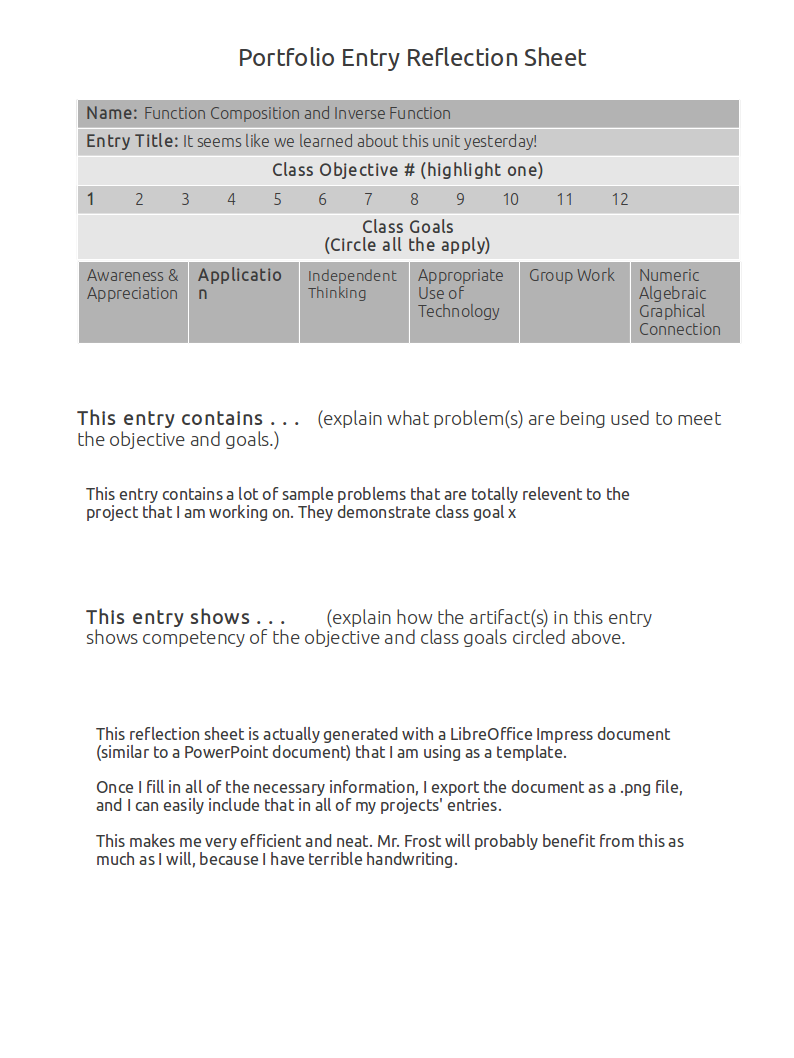 Portfolio Entry Reflection Sheet
Name: Function Composition and Inverse Function
Entry Title: It seems like we learned about this unit yesterday!
Class Objective # (highlight one)
1 2 3 4 5 6 7 8 9 10 11 12
Class Goals
(Circle all the apply)
Awareness &
Appreciation
Applicatio
n
Independent
Thinking
Appropriate
Use of
Technology
Group Work
Numeric
Algebraic
Graphical
Connection
This entry contains . . . (explain what problem(s) are being used to meet
the objective and goals.)
This entry contains a lot of sample problems that are totally relevent to the
project that I am working on. They demonstrate class goal x
This entry shows . . . (explain how the artifact(s) in this entry
shows competency of the objective and class goals circled above.
This reflection sheet is actually generated with a LibreOffice Impress document
(similar to a PowerPoint document) that I am using as a template.
Once I fill in all of the necessary information, I export the document as a .png file,
and I can easily include that in all of my projects' entries.
This makes me very efficient and neat. Mr. Frost will probably benefit from this as
much as I will, because I have terrible handwriting.